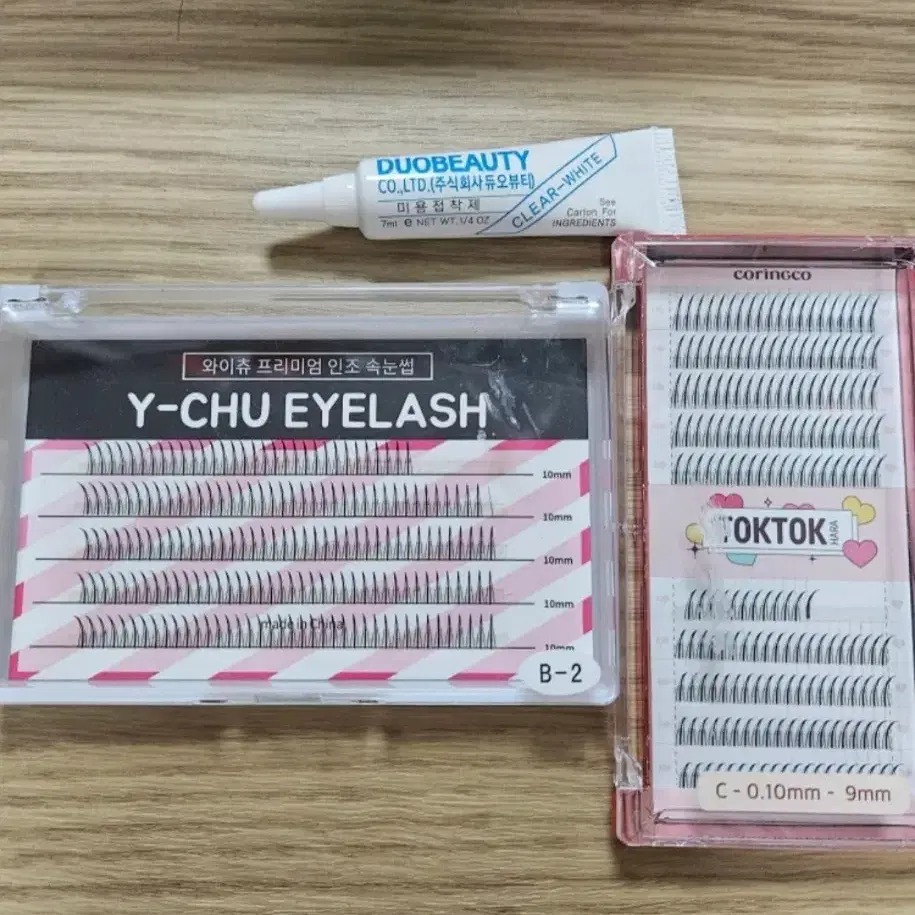 DUOBEAUTY
CO.,LTD.(주식회사듀오뷰티)
미용접착제
7ml e NET WT. 1/4 OZ
CLEAR-WHITE
See
Carton For
INGREDIENTS
와이츄 프리미엄 인조 속눈썹
Y-CHU EYELASH
10mm
10mm
10mm
10mm
10mm
made in China
B-2
coringco
TOKTOK
HARA
C - 0.10mm - 9mm